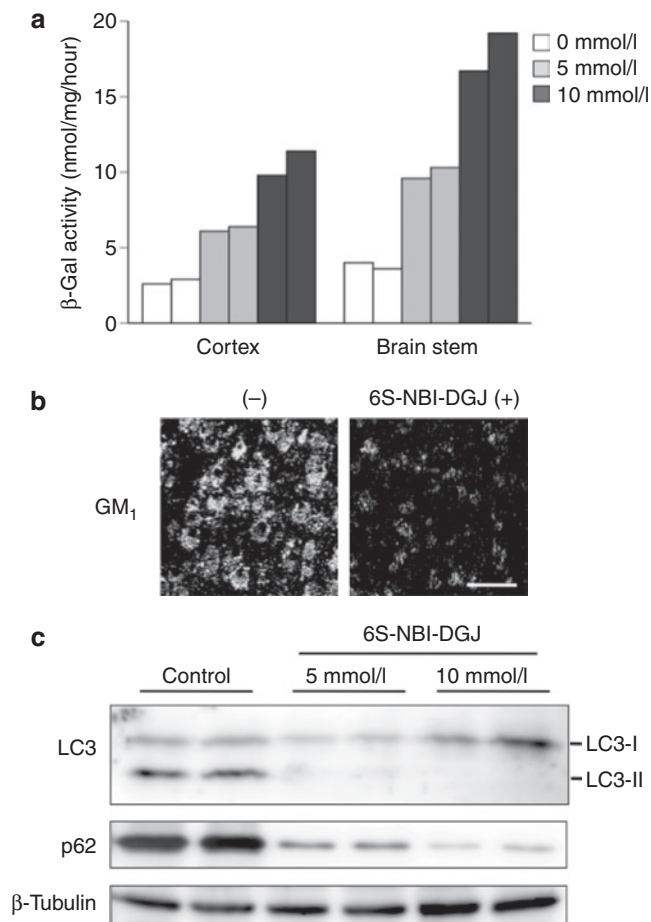 a
β-Gal activity (nmol/mg/hour)
20
15
10
5
0
Cortex
Brain stem
0 mmol/l
5 mmol/l
10 mmol/l
b
(–)
6S-NBI-DGJ (+)
GM1
c
6S-NBI-DGJ
Control
5 mmol/l
10 mmol/l
LC3
LC3-I
LC3-II
p62
β-Tubulin